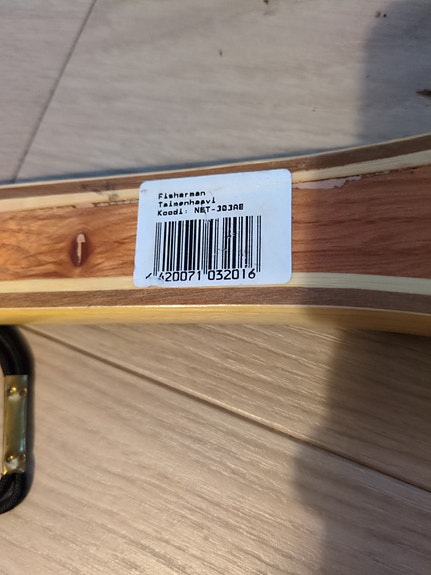 Fisherman
Taimenhaavi
Koodi: NET-303AB
420071 032016